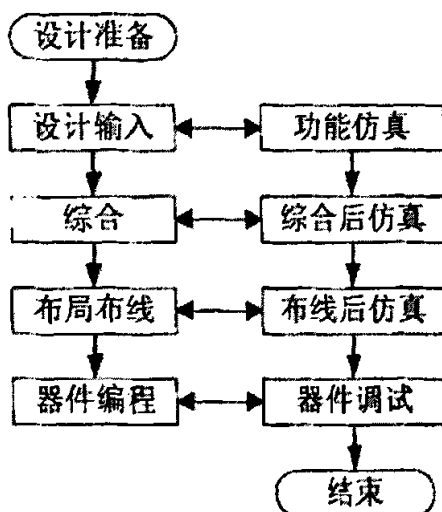 设计准备
设计输入
功能仿真
综合
综合后仿真
布局布线
布线后仿真
器件编程
器件调试
结束